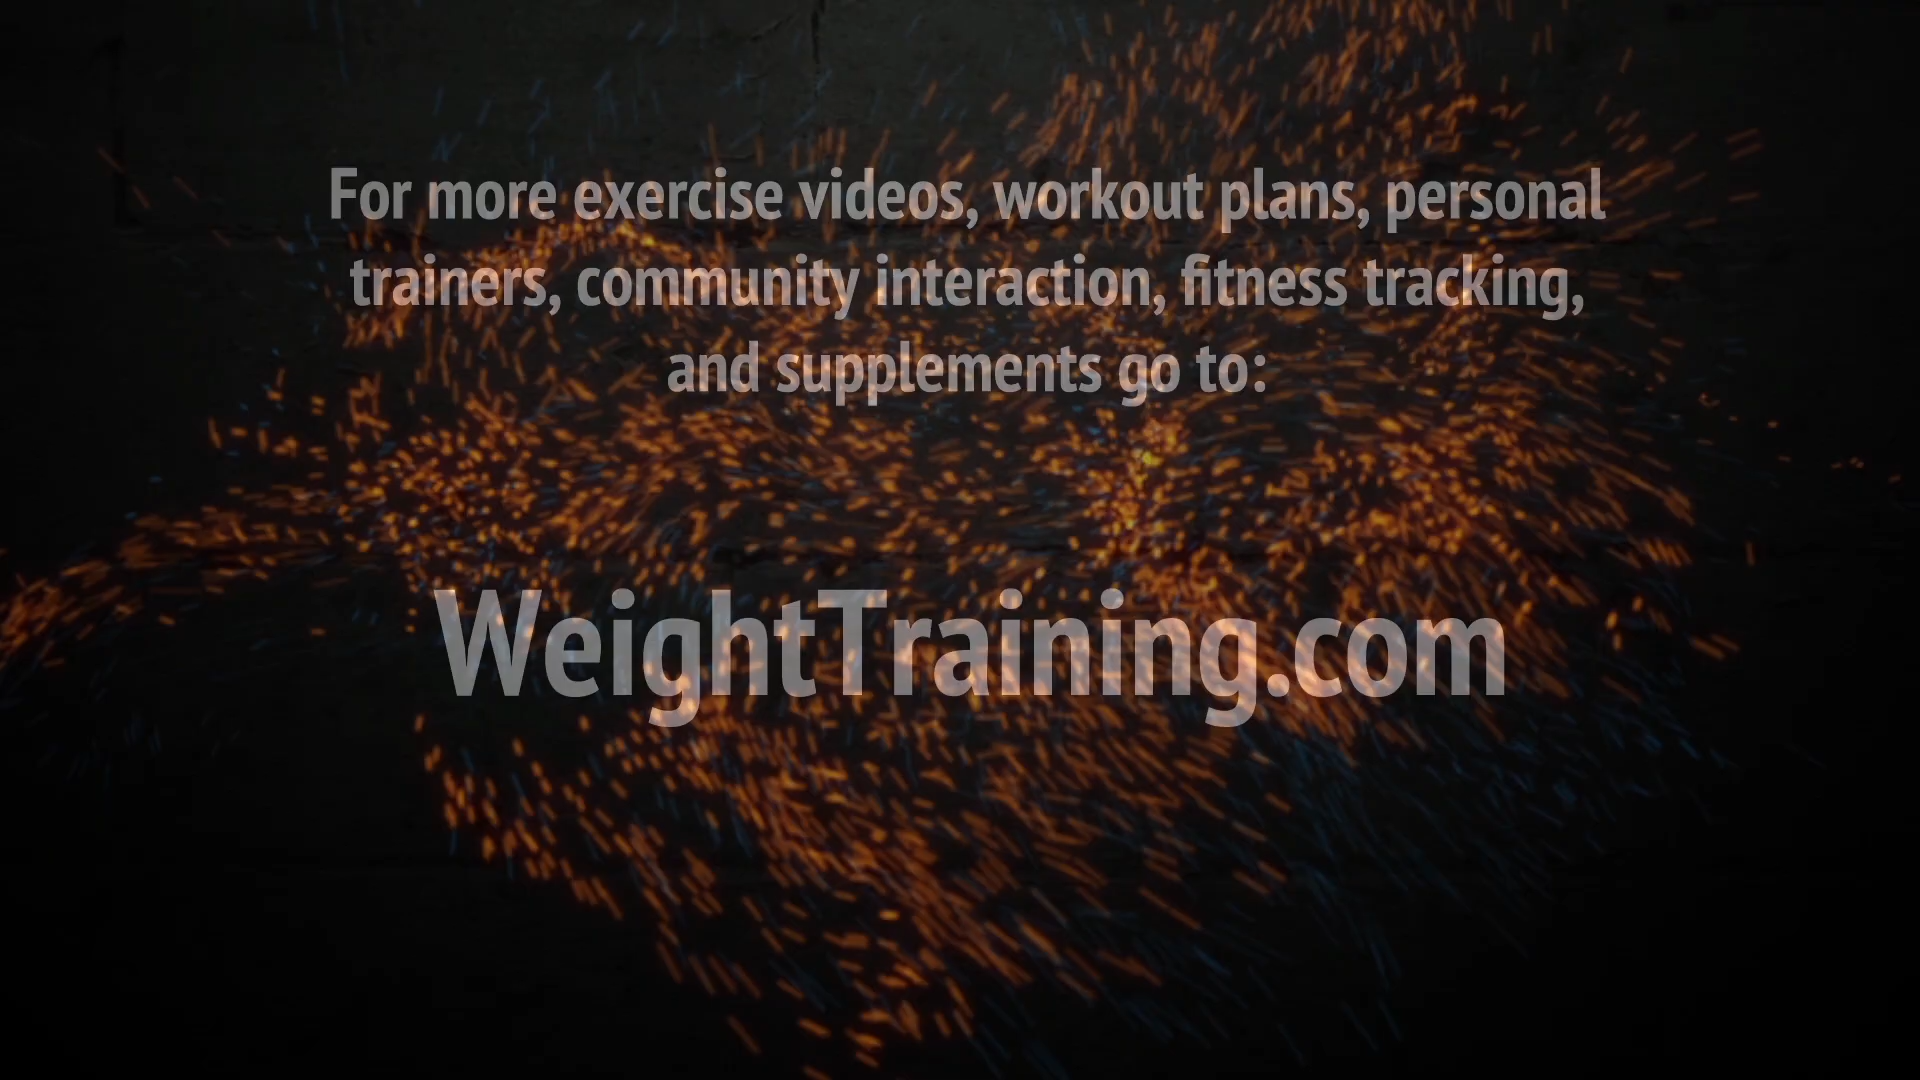 For more exercise videos, workout plans, personal
trainers, community interaction, fitness tracking,
and supplements go to:
WeightTraining.com